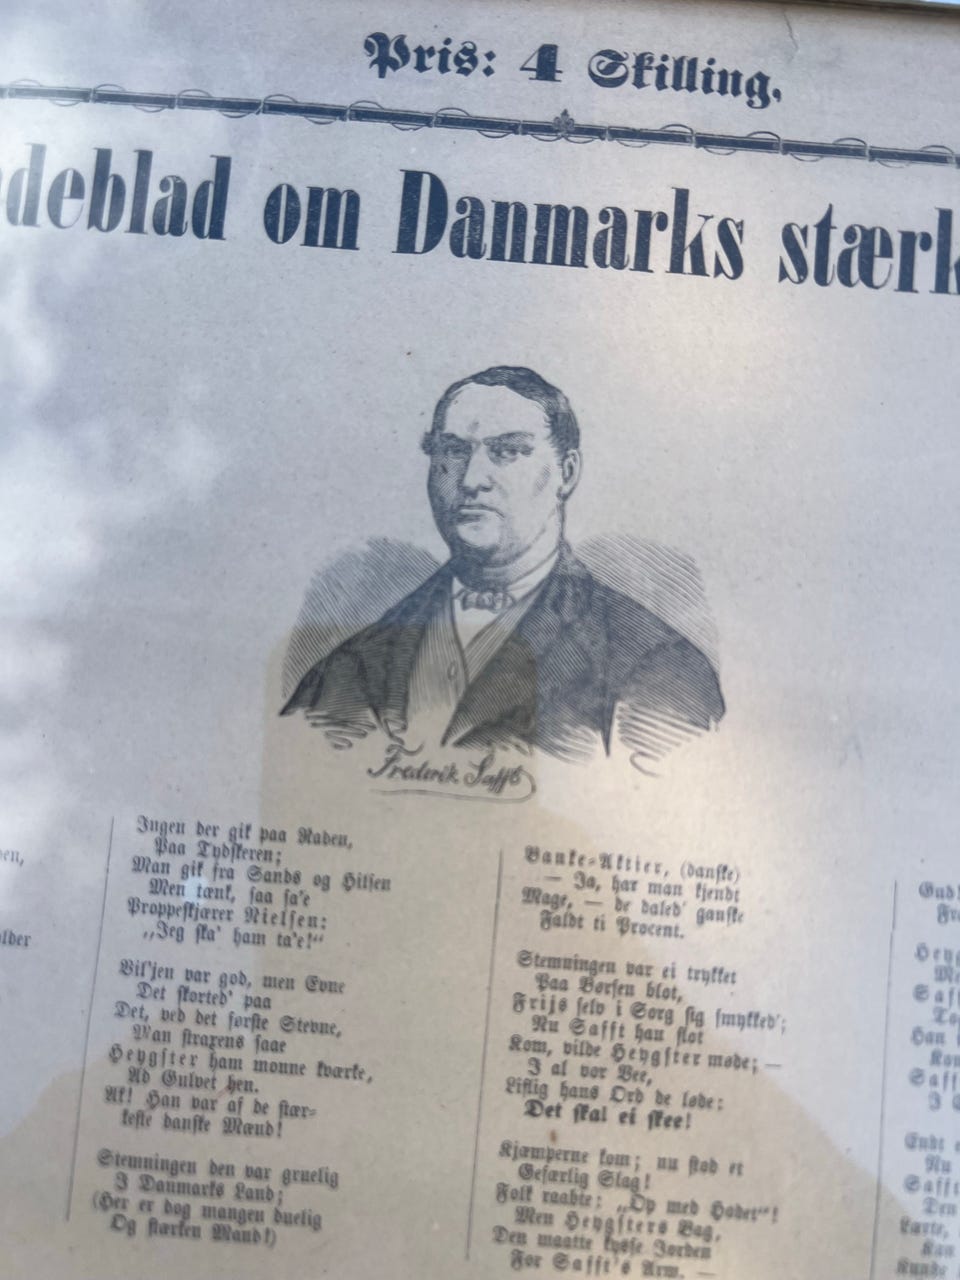 Pris: 4 Skilling.
deblad om Danmarks stærk
Frederik Safft
Ingen der gik paa Raden,
Paa Tydskeren;
Man gik fra Sands og Hilsen
Men tænk, saa sa'e
Proppeskjærer Nielsen:
„Jeg ska' ham ta'e!“
Vil'jen var god, men Evne
Det skorted' paa
Det, ved det første Stevne,
Man straxens saae
Heygster ham monne kværke,
Ad Gulvet hen.
Ak! Han var af de stær-
keste danske Mænd!
Stemningen den var gruelig
I Danmarks Land;
(Her er dog mangen duelig
Og stærken Mand!)
Banke-Aktier, (danske)
— Ja, har man kjendt
Mage, — de daled' ganske
Faldt ti Procent.
Stemningen var ei trykket
Paa Børsen blot,
Frijs selv i Sorg sig smykked';
Nu Safft han flot
Kom, vilde Heygster møde; —
I al vor Vee,
Liflig hans Ord de løde:
Det skal ei skee!
Kjæmperne kom; nu stod et
Gefærlig Slag!
Folk raabte: „Op med Hodet“!
Men Heygsters Bag,
Den maatte kysse Jorden
For Safft's Arm. —